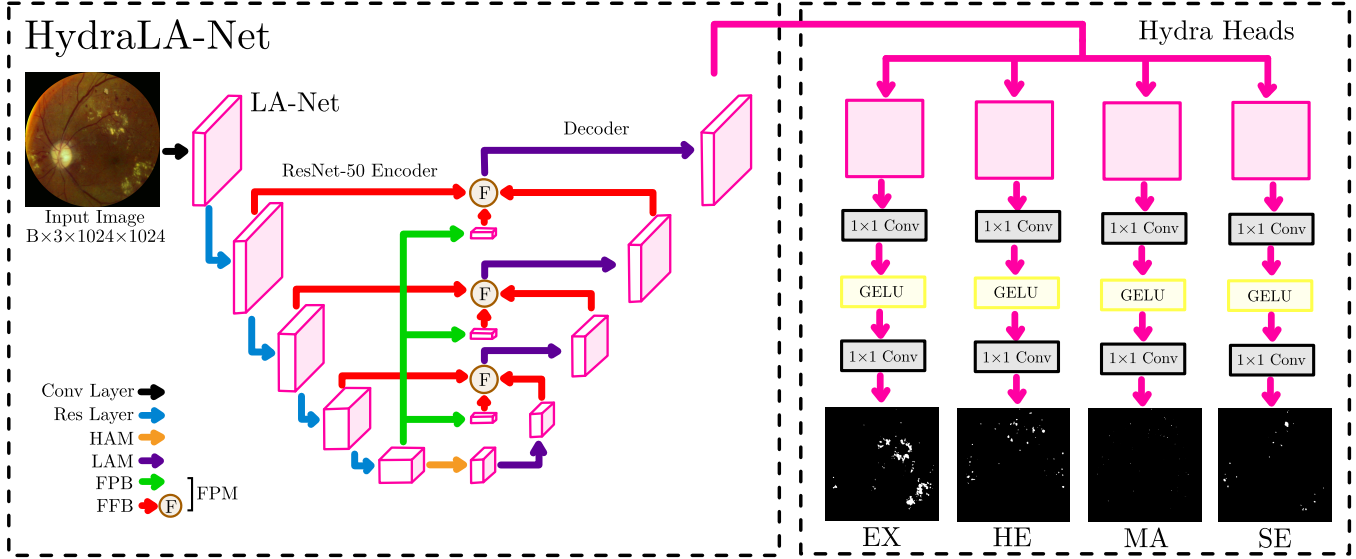 HydraLA-Net
Input Image
B×3×1024×1024
LA-Net
ResNet-50 Encoder
Decoder
F
F
F
Conv Layer
Res Layer
HAM
LAM
FPB
FFB
F
FPM
Hydra Heads
1×1 Conv
1×1 Conv
1×1 Conv
1×1 Conv
GELU
GELU
GELU
GELU
1×1 Conv
1×1 Conv
1×1 Conv
1×1 Conv
EX
HE
MA
SE